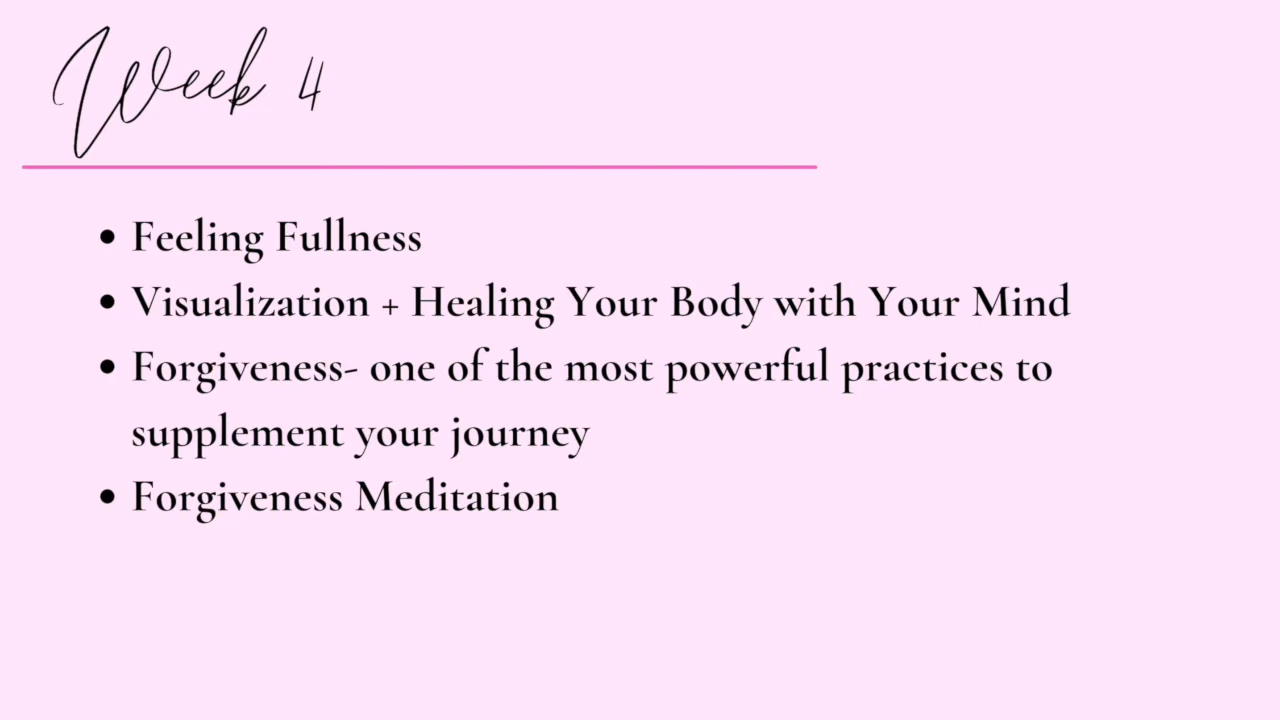 Week 4
• Feeling Fullness
• Visualization + Healing Your Body with Your Mind
• Forgiveness- one of the most powerful practices to
supplement your journey
• Forgiveness Meditation